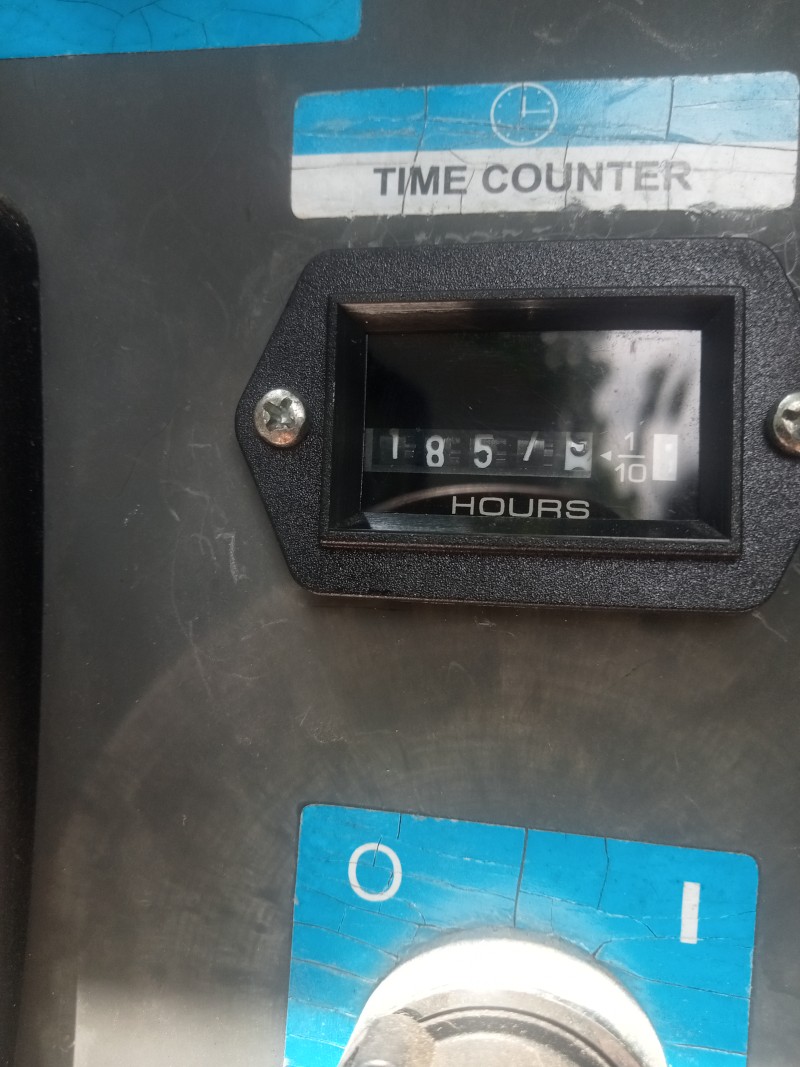 TIME COUNTER
1857
1/10
HOURS
O
I